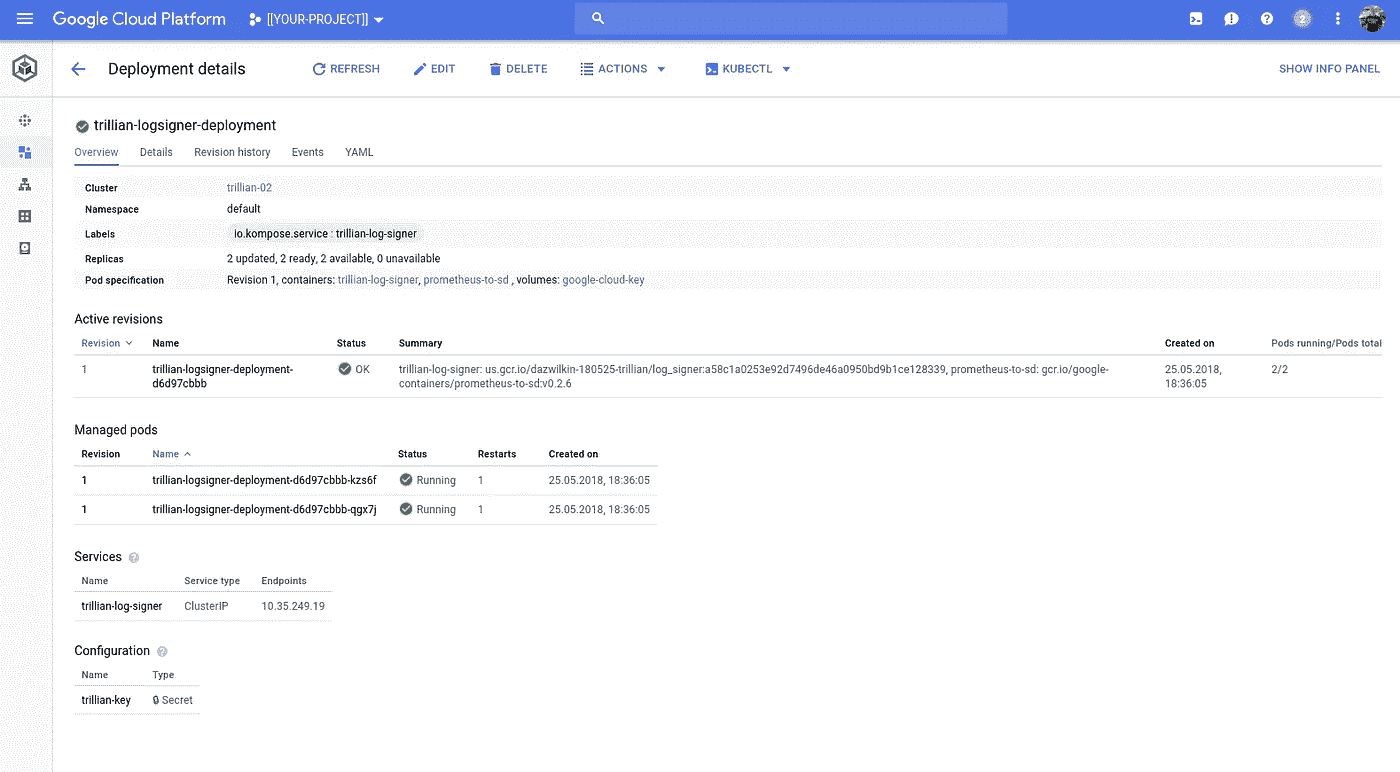 Google Cloud Platform [[YOUR-PROJECT]] 2
Deployment details REFRESH EDIT DELETE ACTIONS KUBECTL SHOW INFO PANEL
trillian-logsigner-deployment
Overview Details Revision history Events YAML
Cluster trillian-02
Namespace default
Labels io.kompose.service : trillian-log-signer
Replicas 2 updated, 2 ready, 2 available, 0 unavailable
Pod specification Revision 1, containers: trillian-log-signer, prometheus-to-sd , volumes: google-cloud-key
Active revisions
Revision Name Status Summary Created on Pods running/Pods total
1 trillian-logsigner-deployment- OK trillian-log-signer: us.gcr.io/dazwilkin-180525-trillian/log_signer:a58c1a0253e92d7496de46a0950bd9b1ce128339, prometheus-to-sd: gcr.io/google- 25.05.2018, 2/2
d6d97cbbb containers/prometheus-to-sd:v0.2.6 18:36:05
Managed pods
Revision Name Status Restarts Created on
1 trillian-logsigner-deployment-d6d97cbbb-kzs6f Running 1 25.05.2018, 18:36:05
1 trillian-logsigner-deployment-d6d97cbbb-qgx7j Running 1 25.05.2018, 18:36:05
Services ?
Name Service type Endpoints
trillian-log-signer ClusterIP 10.35.249.19
Configuration ?
Name Type
trillian-key Secret